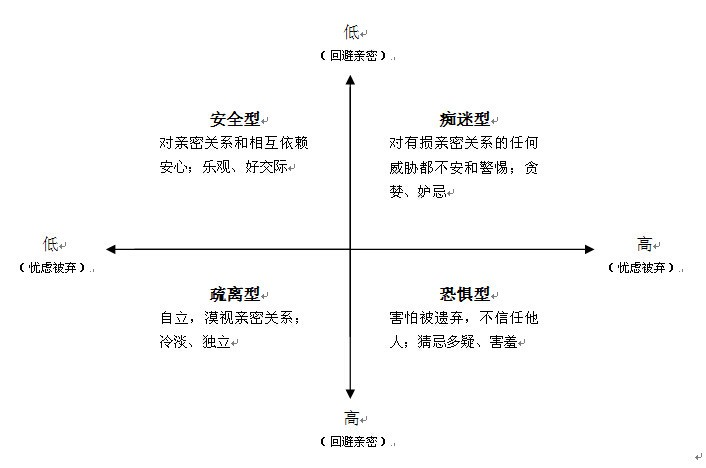 低
（回避亲密）
安全型
对亲密关系和相互依赖
安心；乐观、好交际
痴迷型
对有损亲密关系的任何
威胁都不安和警惕；贪
婪、妒忌
低
（忧虑被弃）
高
（忧虑被弃）
疏离型
自立，漠视亲密关系；
冷淡、独立
恐惧型
害怕被遗弃，不信任他
人；猜忌多疑、害羞
高
（回避亲密）